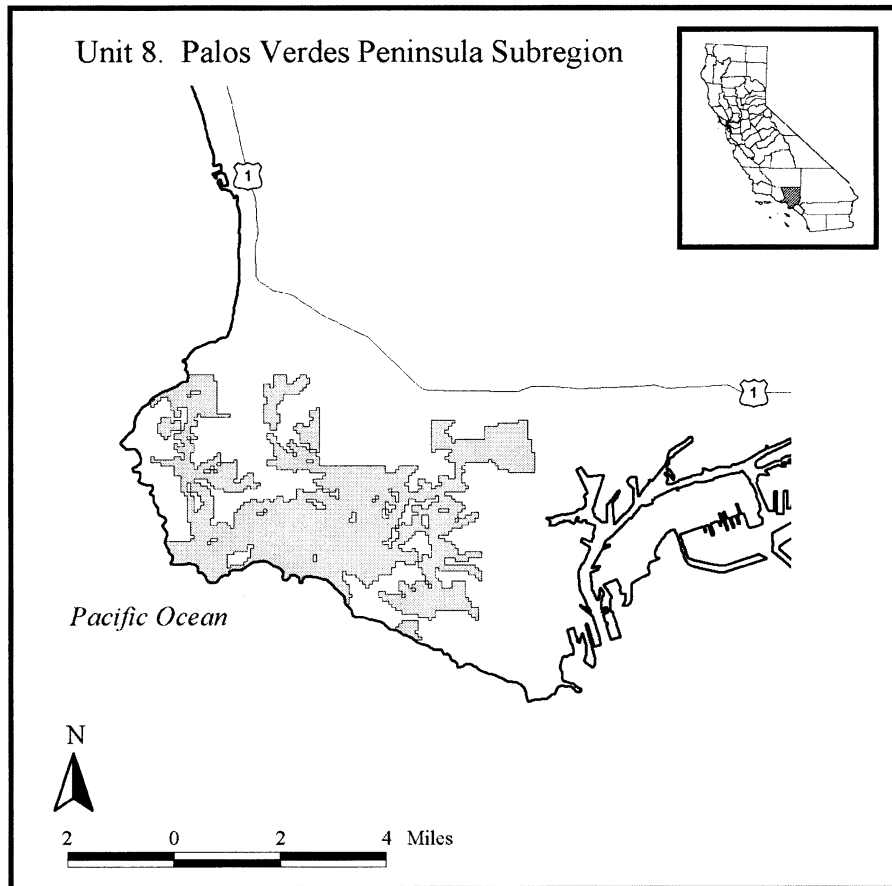 Unit 8.  Palos Verdes Peninsula Subregion
1
1
Pacific Ocean
N
2 0 2 4 Miles